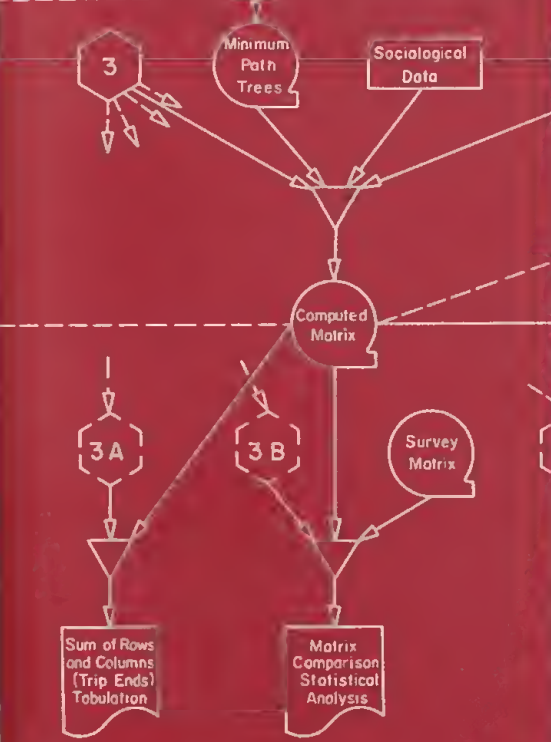 3
Minimum
Path
Trees
Sociological
Data
Computed
Matrix
3A
3B
Survey
Matrix
Sum of Rows
and Columns
(Trip Ends)
Tabulation
Matrix
Comparison
Statistical
Analysis